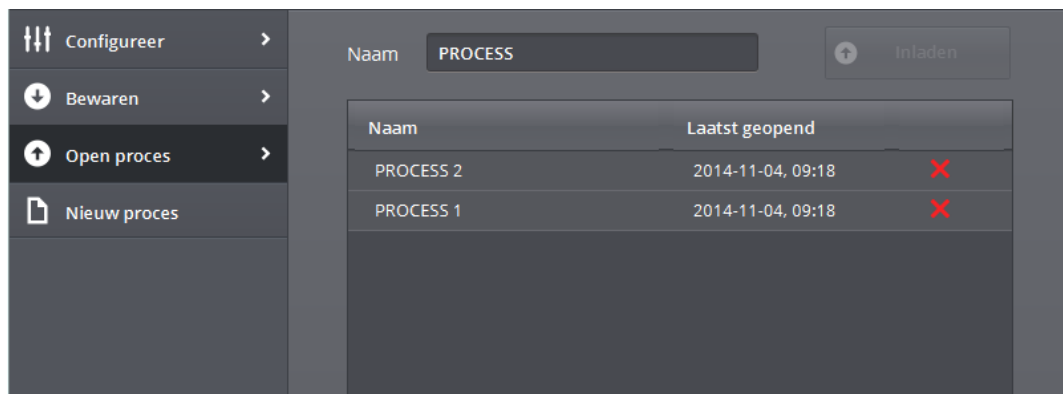 Configureer
Bewaren
Open proces
Nieuw proces
Naam PROCESS Inladen
Naam Laatst geopend
PROCESS 2 2014-11-04, 09:18
PROCESS 1 2014-11-04, 09:18